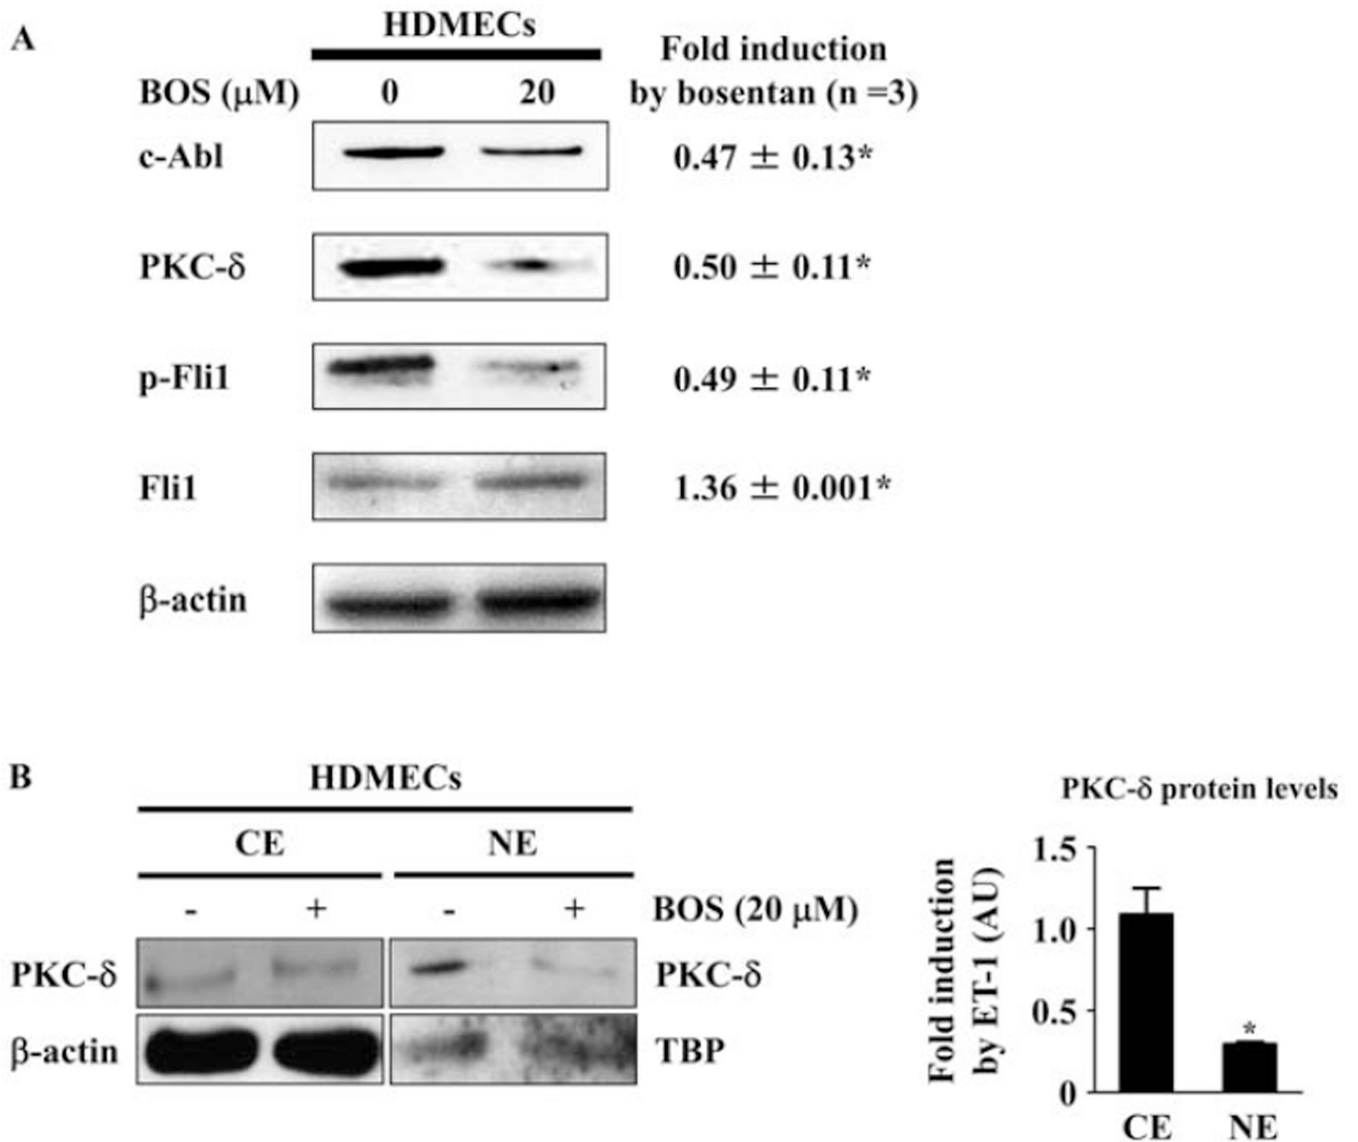 A
HDMECs
Fold induction
by bosentan (n =3)
BOS (μM) 0 20
c-Abl 0.47 ± 0.13*
PKC-δ 0.50 ± 0.11*
p-Fli1 0.49 ± 0.11*
Fli1 1.36 ± 0.001*
β-actin
B
HDMECs
CE NE
- + - + BOS (20 μM)
PKC-δ PKC-δ
β-actin TBP
PKC-δ protein levels
Fold induction
by ET-1 (AU)
1.5
1.0
0.5
0
*
CE NE